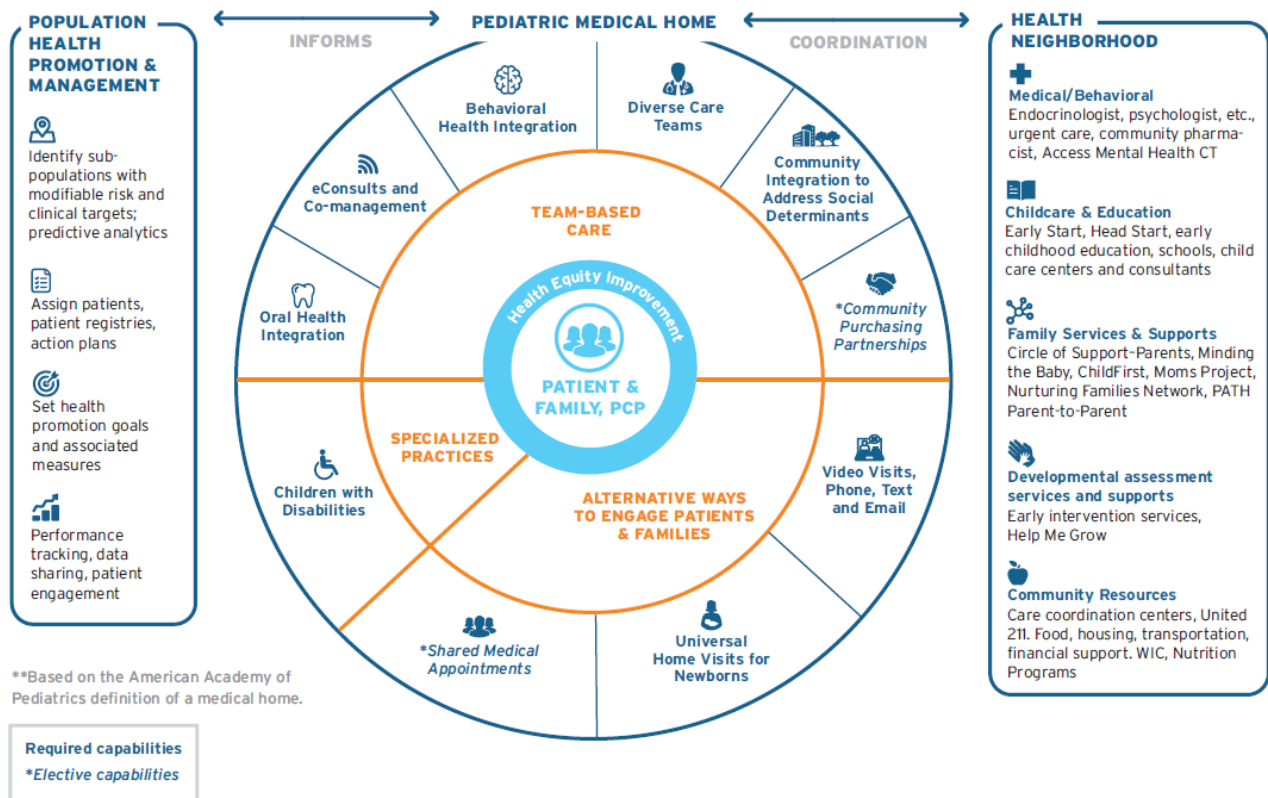 POPULATION
HEALTH
PROMOTION &
MANAGEMENT
Identify sub-
populations with
modifiable risk and
clinical targets;
predictive analytics
Assign patients,
patient registries,
action plans
Set health
promotion goals
and associated
measures
Performance
tracking, data
sharing, patient
engagement
INFORMS
PEDIATRIC MEDICAL HOME
COORDINATION
Behavioral
Health Integration
Diverse Care
Teams
eConsults and
Co-management
Community
Integration to
Address Social
Determinants
Oral Health
Integration
*Community
Purchasing
Partnerships
TEAM-BASED
CARE
Health Equity Improvement
PATIENT &
FAMILY, PCP
SPECIALIZED
PRACTICES
ALTERNATIVE WAYS
TO ENGAGE PATIENTS
& FAMILIES
Children with
Disabilities
Video Visits,
Phone, Text
and Email
*Shared Medical
Appointments
Universal
Home Visits for
Newborns
HEALTH
NEIGHBORHOOD
Medical/Behavioral
Endocrinologist, psychologist, etc.,
urgent care, community pharma-
cist, Access Mental Health CT
Childcare & Education
Early Start, Head Start, early
childhood education, schools, child
care centers and consultants
Family Services & Supports
Circle of Support–Parents, Minding
the Baby, ChildFirst, Moms Project,
Nurturing Families Network, PATH
Parent-to-Parent
Developmental assessment
services and supports
Early intervention services,
Help Me Grow
Community Resources
Care coordination centers, United
211. Food, housing, transportation,
financial support. WIC, Nutrition
Programs
**Based on the American Academy of
Pediatrics definition of a medical home.
Required capabilities
*Elective capabilities